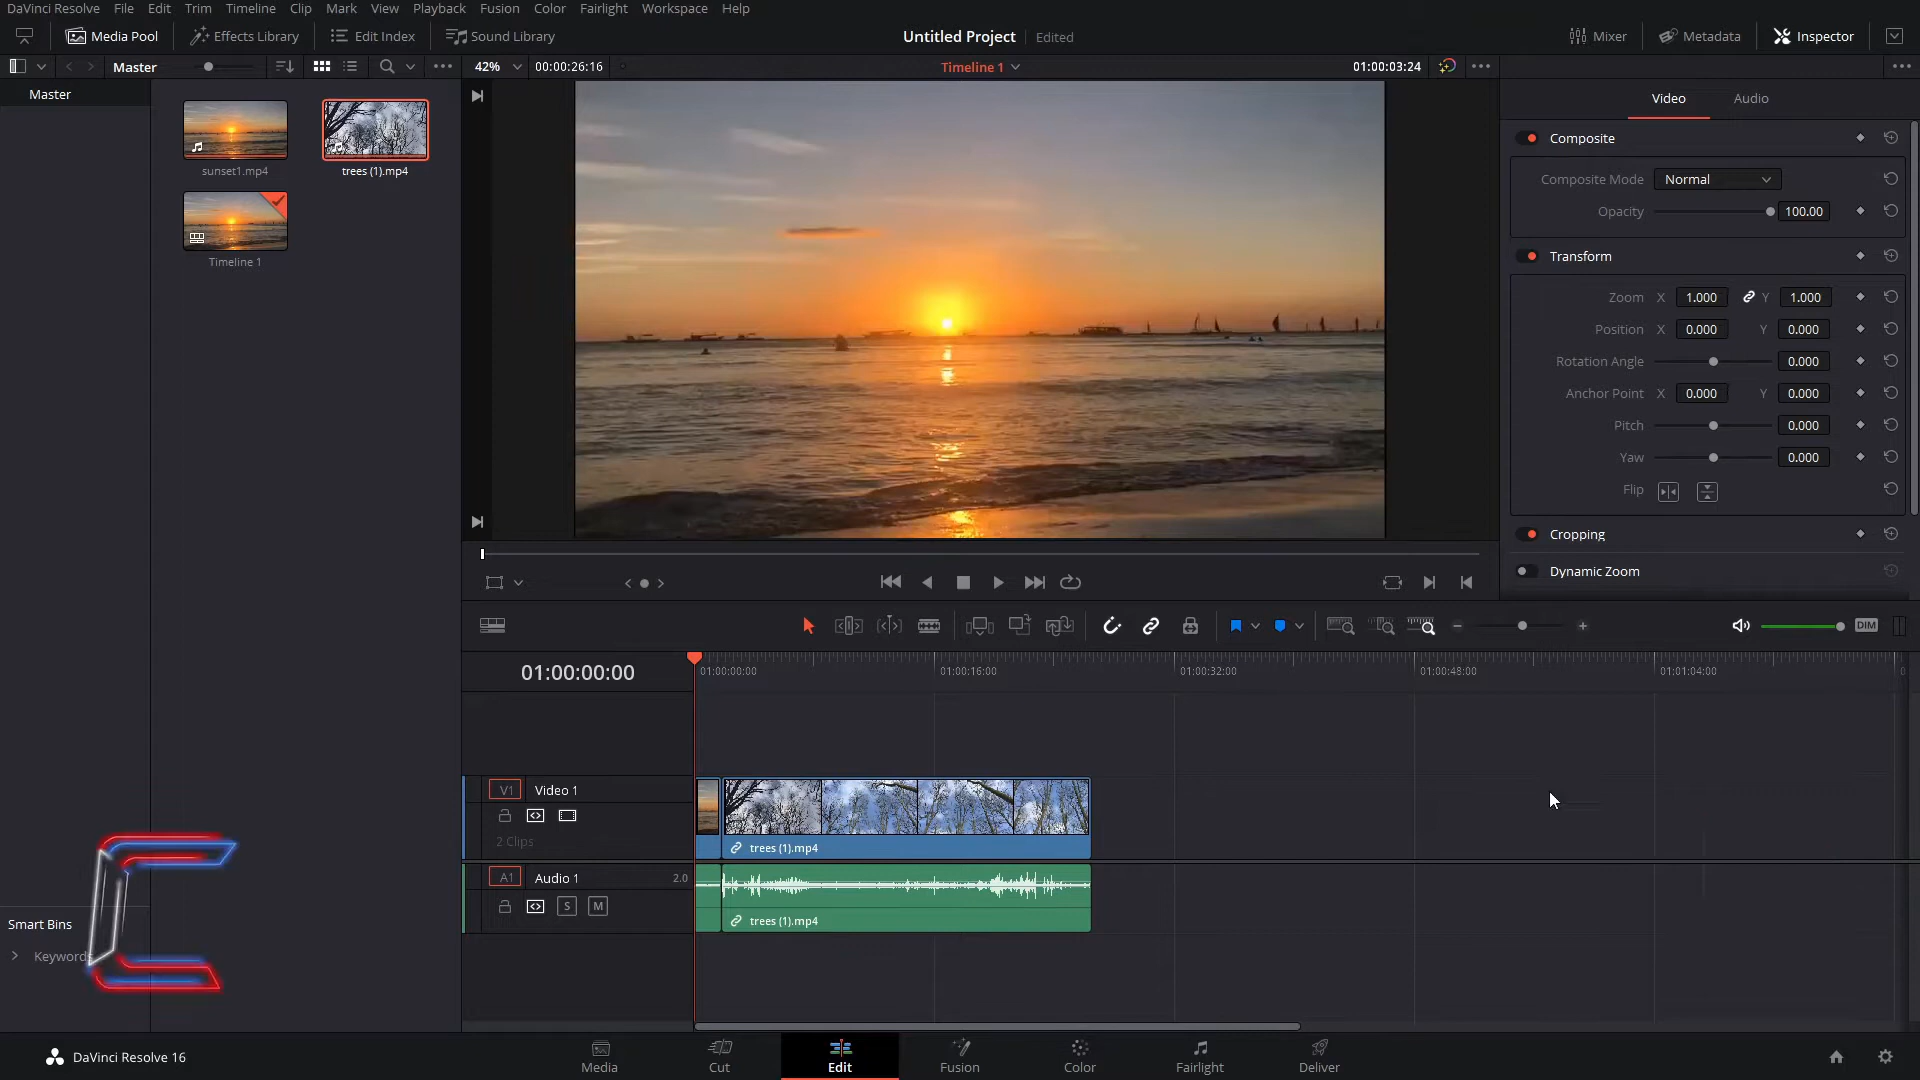 DaVinci Resolve File Edit Trim Timeline Clip Mark View Playback Fusion Color Fairlight Workspace Help
Media Pool Effects Library Edit Index Sound Library Untitled Project Edited Mixer Metadata Inspector
Master 42% 00:00:26:16 Timeline 1 01:00:03:24
Master
sunset1.mp4 trees (1).mp4
Timeline 1
Video Audio
Composite
Composite Mode Normal
Opacity 100.00
Transform
Zoom X 1.000 Y 1.000
Position X 0.000 Y 0.000
Rotation Angle 0.000
Anchor Point X 0.000 Y 0.000
Pitch 0.000
Yaw 0.000
Flip
Cropping
Dynamic Zoom
DIM
01:00:00:00 01:00:00:00 01:00:16:00 01:00:32:00 01:00:48:00 01:01:04:00
V1 Video 1
2 Clips
trees (1).mp4
A1 Audio 1 2.0
S M
trees (1).mp4
Smart Bins
Keywords
DaVinci Resolve 16
Media Cut Edit Fusion Color Fairlight Deliver